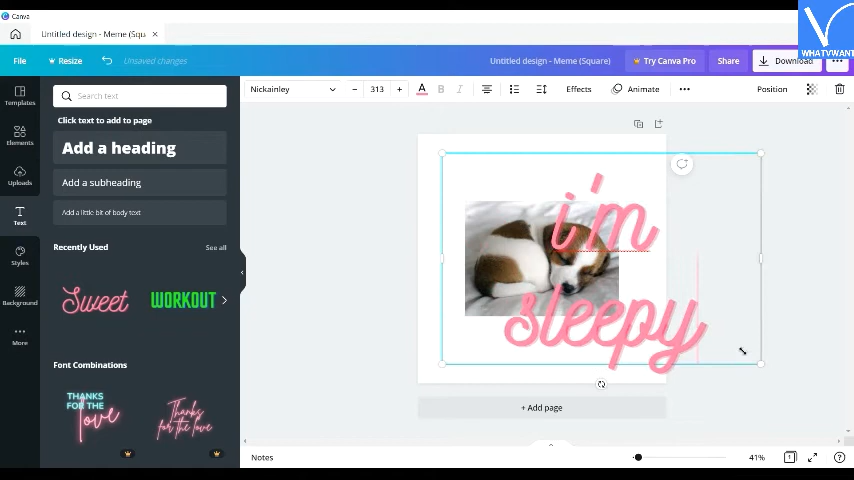 Canva
WHATVWANT
Untitled design - Meme (Squa
File
Resize
Unsaved changes
Untitled design - Meme (Square)
Try Canva Pro
Share
Download
Nickainley
313
A
B
I
Effects
Animate
Position
Templates
Elements
Uploads
Text
Styles
Background
More
Search text
Click text to add to page
Add a heading
Add a subheading
Add a little bit of body text
Recently Used
See all
Sweet
WORKOUT
Font Combinations
THANKS
FOR THE
love
Thanks
for the love
i'm
sleepy
+ Add page
Notes
41%
1